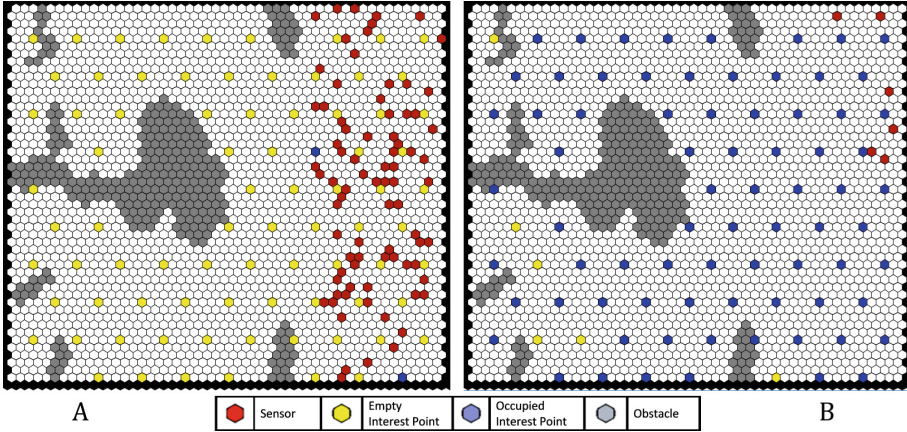 A
B
Sensor
Empty
Interest Point
Occupied
Interest Point
Obstacle